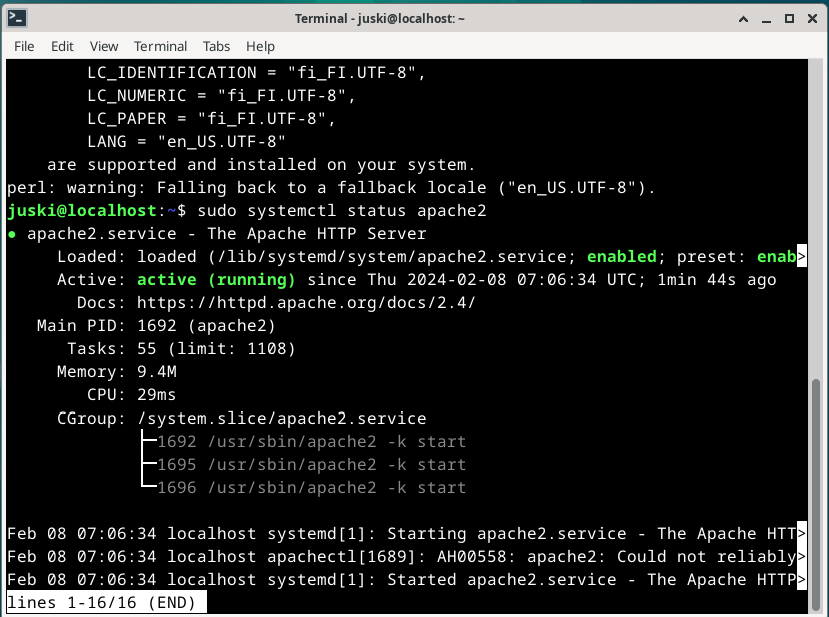 Terminal - juski@localhost: ~
File Edit View Terminal Tabs Help
LC_IDENTIFICATION = "fi_FI.UTF-8",
LC_NUMERIC = "fi_FI.UTF-8",
LC_PAPER = "fi_FI.UTF-8",
LANG = "en_US.UTF-8"
are supported and installed on your system.
perl: warning: Falling back to a fallback locale ("en_US.UTF-8").
juski@localhost:~$ sudo systemctl status apache2
● apache2.service - The Apache HTTP Server
Loaded: loaded (/lib/systemd/system/apache2.service; enabled; preset: enab>
Active: active (running) since Thu 2024-02-08 07:06:34 UTC; 1min 44s ago
Docs: https://httpd.apache.org/docs/2.4/
Main PID: 1692 (apache2)
Tasks: 55 (limit: 1108)
Memory: 9.4M
CPU: 29ms
CGroup: /system.slice/apache2.service
├─1692 /usr/sbin/apache2 -k start
├─1695 /usr/sbin/apache2 -k start
└─1696 /usr/sbin/apache2 -k start
Feb 08 07:06:34 localhost systemd[1]: Starting apache2.service - The Apache HTT>
Feb 08 07:06:34 localhost apachectl[1689]: AH00558: apache2: Could not reliably>
Feb 08 07:06:34 localhost systemd[1]: Started apache2.service - The Apache HTTP>
lines 1-16/16 (END)